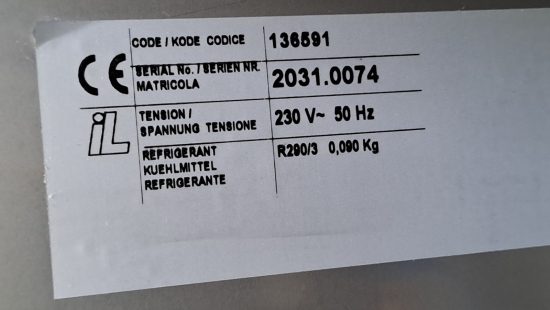 CE
CODE / KODE CODICE 136591
SERIAL No. / SERIEN NR. 2031.0074
MATRICOLA
iL
TENSION / 230 V~ 50 Hz
SPANNUNG TENSIONE
REFRIGERANT R290/3 0,090 Kg
KUEHLMITTEL
REFRIGERANTE